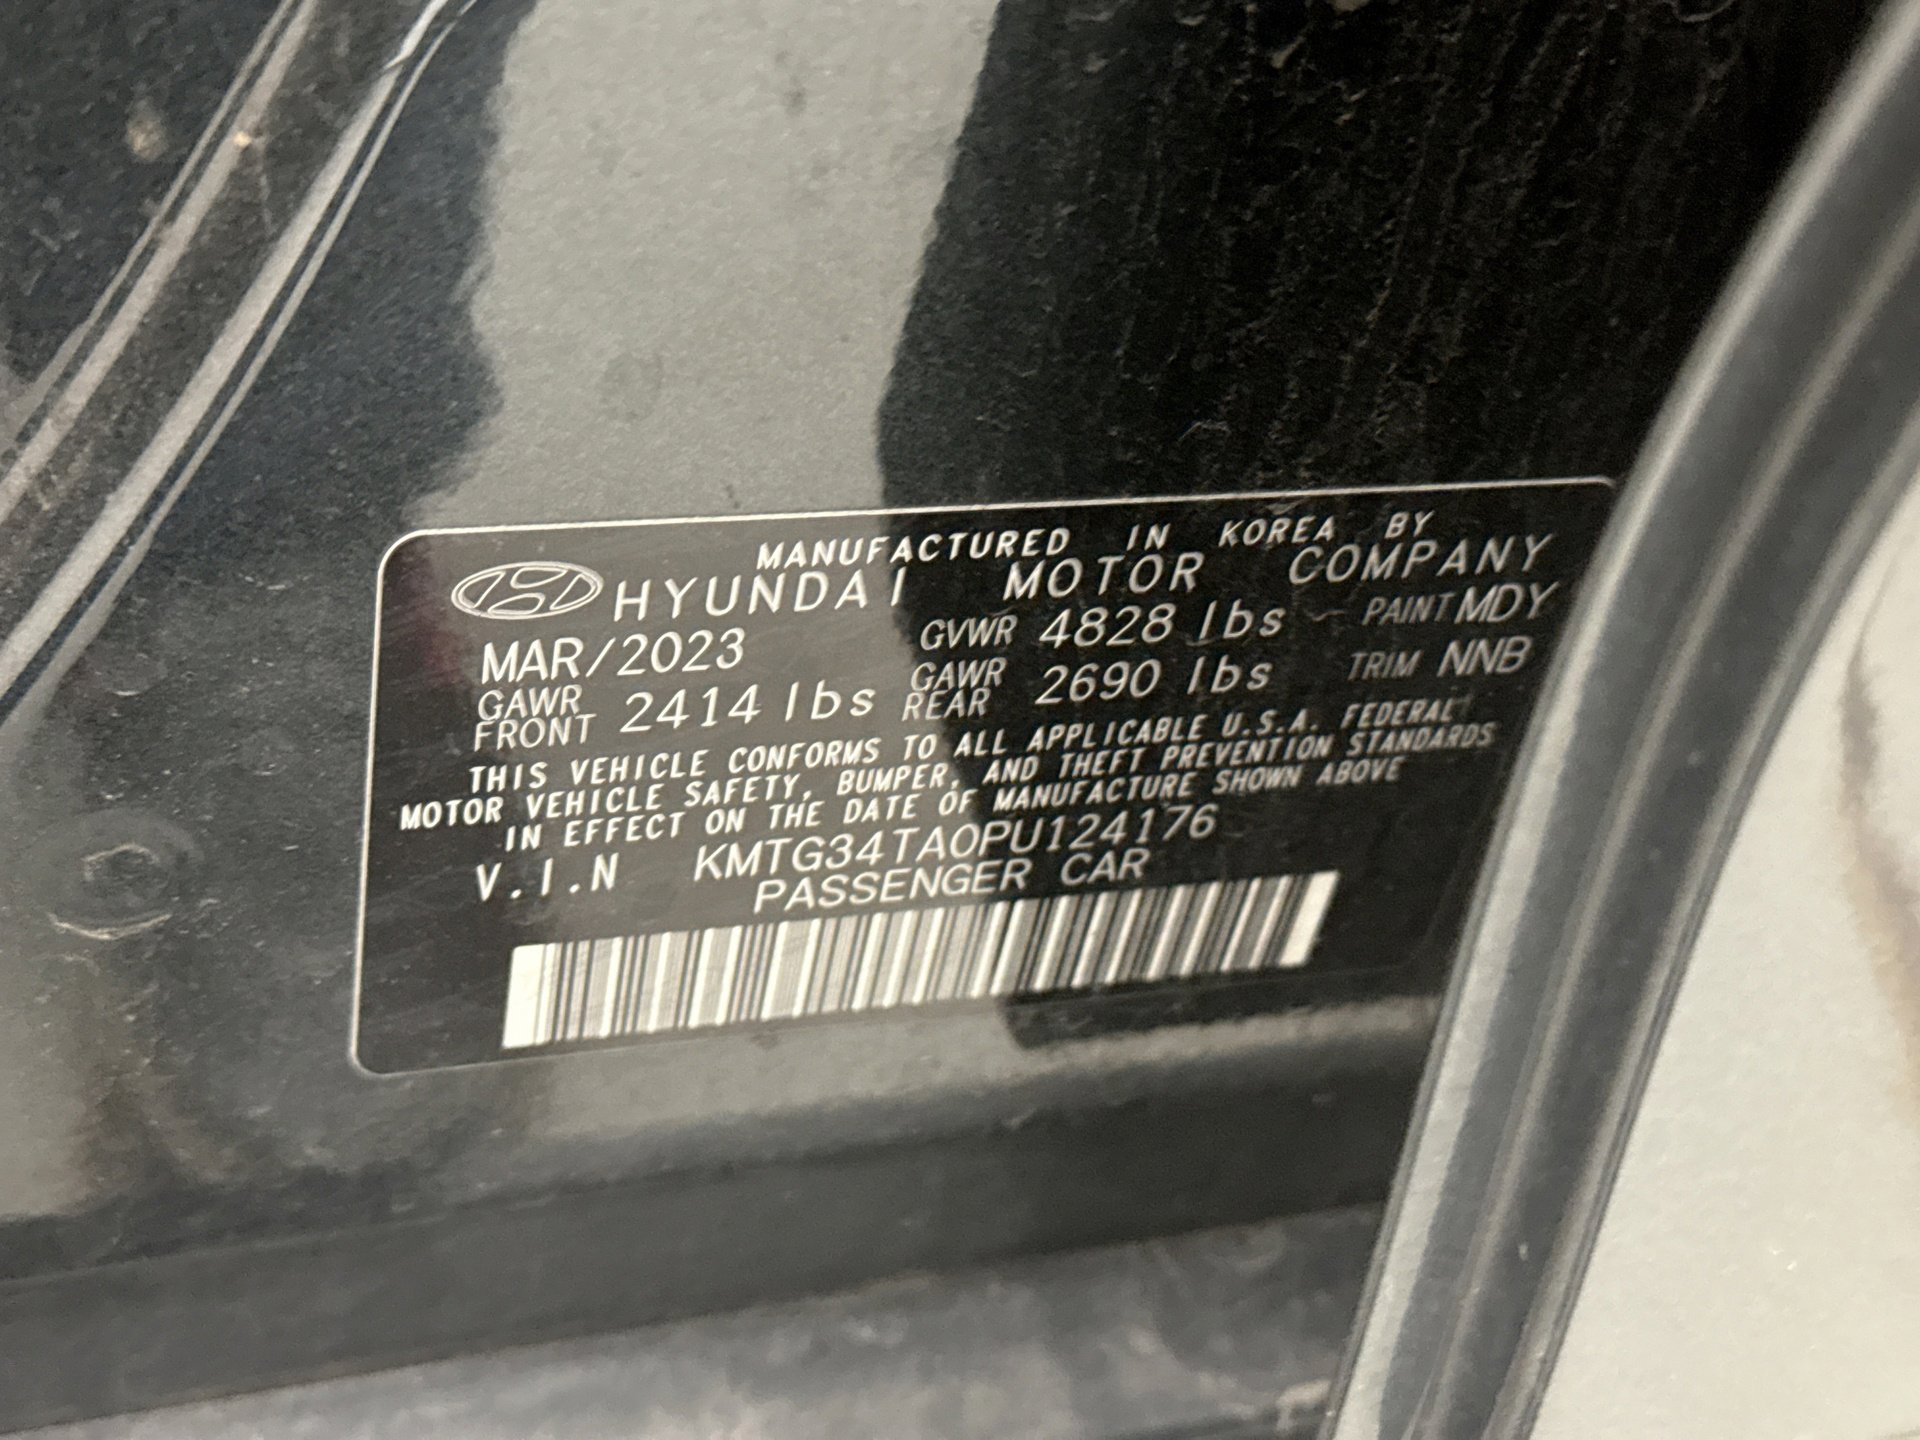 MANUFACTURED IN KOREA BY
HYUNDAI MOTOR COMPANY
MAR/2023 GVWR 4828 lbs PAINT MDY
GAWR FRONT 2414 lbs GAWR REAR 2690 lbs TRIM NNB
THIS VEHICLE CONFORMS TO ALL APPLICABLE U.S.A. FEDERAL
MOTOR VEHICLE SAFETY, BUMPER, AND THEFT PREVENTION STANDARDS
IN EFFECT ON THE DATE OF MANUFACTURE SHOWN ABOVE
V.I.N KMTG34TA0PU124176
PASSENGER CAR